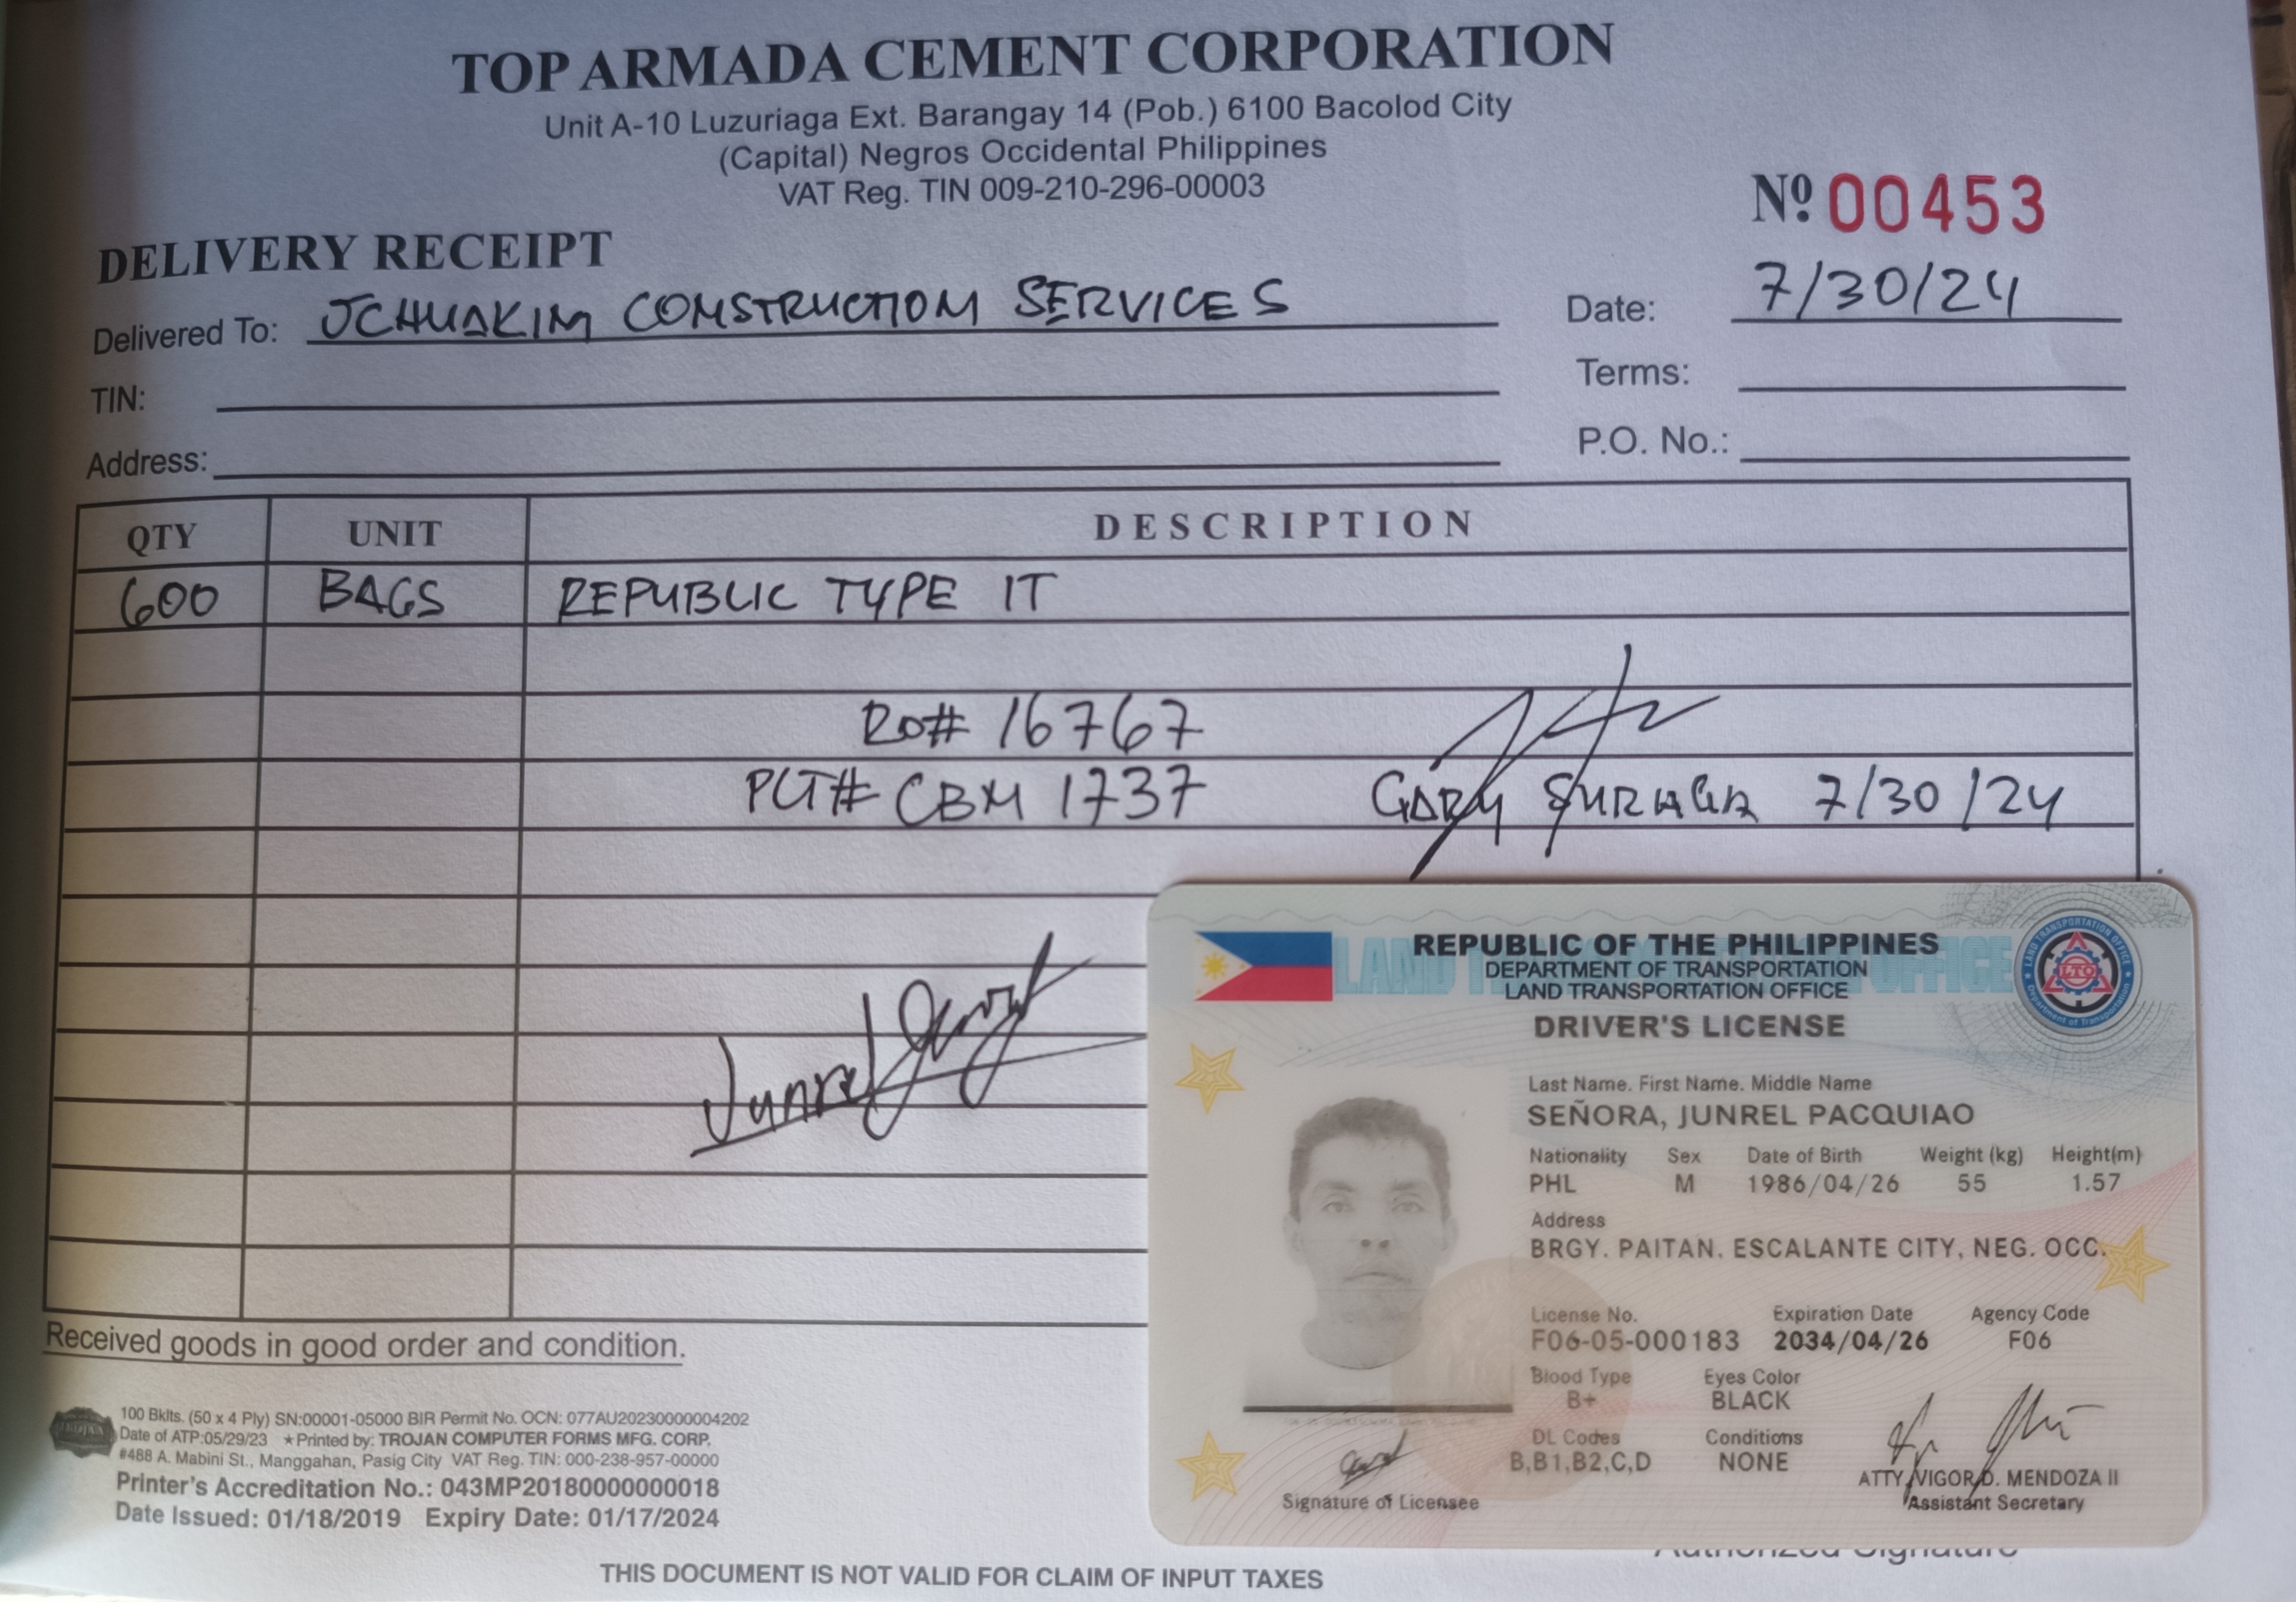 TOP ARMADA CEMENT CORPORATION
Unit A-10 Luzuriaga Ext. Barangay 14 (Pob.) 6100 Bacolod City
(Capital) Negros Occidental Philippines
VAT Reg. TIN 009-210-296-00003
Nº 00453
DELIVERY RECEIPT
Delivered To: JCHUAKIM CONSTRUCTION SERVICES
Date: 7/30/24
TIN:
Terms:
Address:
P.O. No.:
QTY UNIT DESCRIPTION
600 BAGS REPUBLIC TYPE IT
RO# 16767
PLT# CBM 1737 GARY SURAGA 7/30/24
Junrel
REPUBLIC OF THE PHILIPPINES
DEPARTMENT OF TRANSPORTATION
LAND TRANSPORTATION OFFICE
DRIVER'S LICENSE
LTO
Last Name. First Name. Middle Name
SEÑORA, JUNREL PACQUIAO
Nationality Sex Date of Birth Weight (kg) Height(m)
PHL M 1986/04/26 55 1.57
Address
BRGY. PAITAN. ESCALANTE CITY, NEG. OCC.
License No. Expiration Date Agency Code
F06-05-000183 2034/04/26 F06
Blood Type Eyes Color
B+ BLACK
DL Codes Conditions
B,B1,B2,C,D NONE
Signature of Licensee
ATTY. VIGOR D. MENDOZA II
Assistant Secretary
Received goods in good order and condition.
TROJAN
100 Bklts. (50 x 4 Ply) SN:00001-05000 BIR Permit No. OCN: 077AU20230000004202
Date of ATP:05/29/23 ★Printed by: TROJAN COMPUTER FORMS MFG. CORP.
#488 A. Mabini St., Manggahan, Pasig City VAT Reg. TIN: 000-238-957-00000
Printer's Accreditation No.: 043MP20180000000018
Date Issued: 01/18/2019 Expiry Date: 01/17/2024
Authorized Signature
THIS DOCUMENT IS NOT VALID FOR CLAIM OF INPUT TAXES